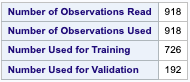 Number of Observations Read 918
Number of Observations Used 918
Number Used for Training 726
Number Used for Validation 192